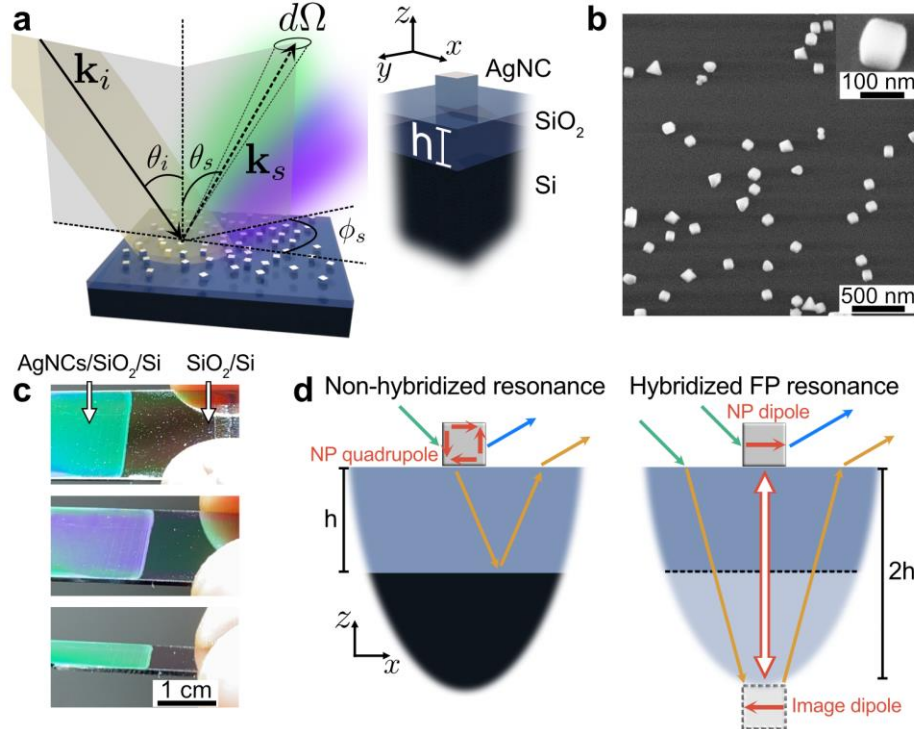 a
k_i
θ_i
θ_s
k_s
dΩ
ϕ_s
z
y
x
AgNC
SiO₂
h
Si
b
100 nm
500 nm
c
AgNCs/SiO₂/Si
SiO₂/Si
1 cm
d
Non-hybridized resonance
NP quadrupole
h
z
x
Hybridized FP resonance
NP dipole
2h
Image dipole